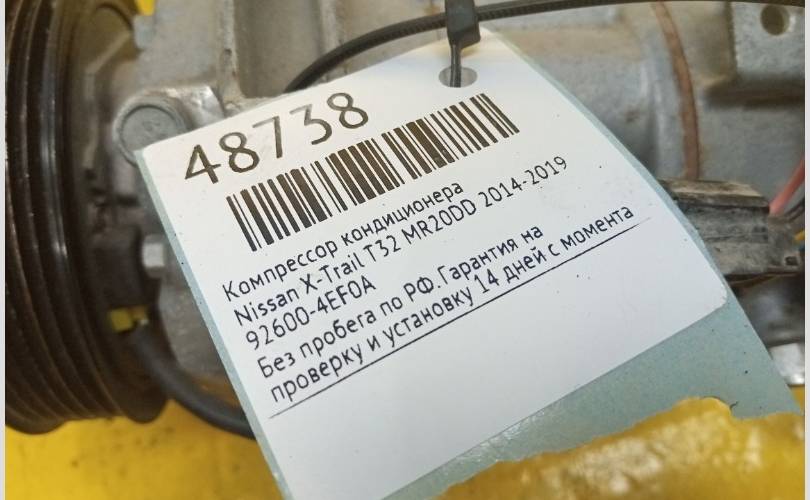 48738
Компрессор кондиционера
Nissan X-Trail T32 MR20DD 2014-2019
92600-4EF0A
Без пробега по РФ.Гарантия на
проверку и установку 14 дней с момента